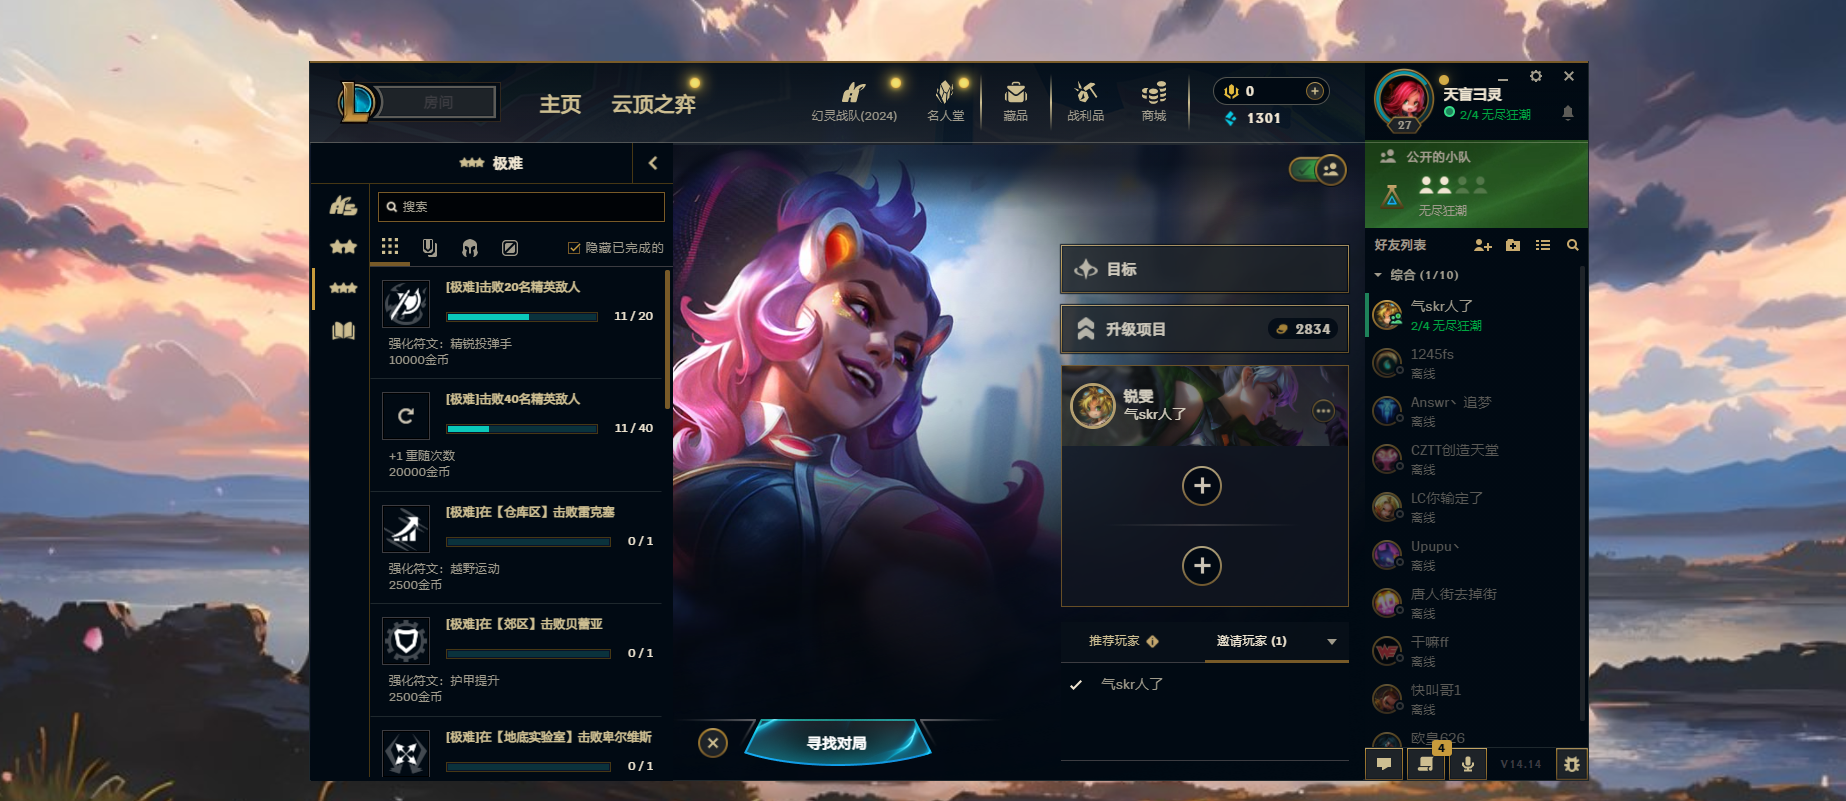 房间
主页
云顶之弈
幻灵战队(2024)
名人堂
藏品
战利品
商城
0
1301
27
天盲彐灵
2/4 无尽狂潮
极难
搜索
隐藏已完成的
[极难]击败20名精英敌人
11 / 20
强化符文：精锐投弹手
10000金币
[极难]击败40名精英敌人
11 / 40
+1 重随次数
20000金币
[极难]在【仓库区】击败雷克塞
0 / 1
强化符文：越野运动
2500金币
[极难]在【郊区】击败贝蕾亚
0 / 1
强化符文：护甲提升
2500金币
[极难]在【地底实验室】击败卑尔维斯
0 / 1
目标
升级项目
2834
锐雯
气skr人了
推荐玩家
邀请玩家 (1)
气skr人了
寻找对局
公开的小队
无尽狂潮
好友列表
综合 (1/10)
气skr人了
2/4 无尽狂潮
1245fs
离线
Answr丶追梦
离线
CZTT创造天堂
离线
LC你输定了
离线
Upupu丶
离线
唐人街去掉街
离线
干嘛ff
离线
快叫哥1
离线
欧皇626
4
V14.14